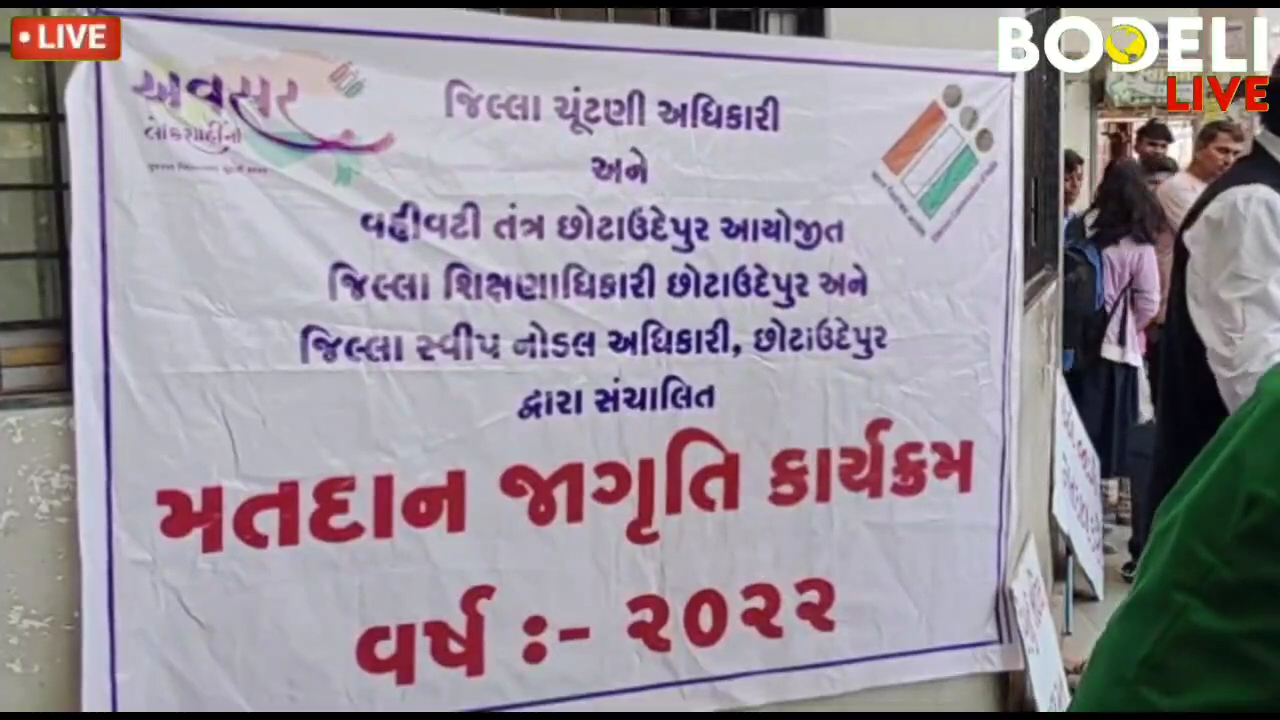 LIVE
BODELI
LIVE
અવસર
લોકશાહીનો
જિલ્લા ચૂંટણી અધિકારી
અને
વહીવટી તંત્ર છોટાઉદેપુર આયોજીત
જિલ્લા શિક્ષણાધિકારી છોટાઉદેપુર અને
જિલ્લા સ્વીપ નોડલ અધિકારી, છોટાઉદેપુર
દ્વારા સંચાલિત
મતદાન જાગૃતિ કાર્યક્રમ
વર્ષ :- ૨૦૨૨